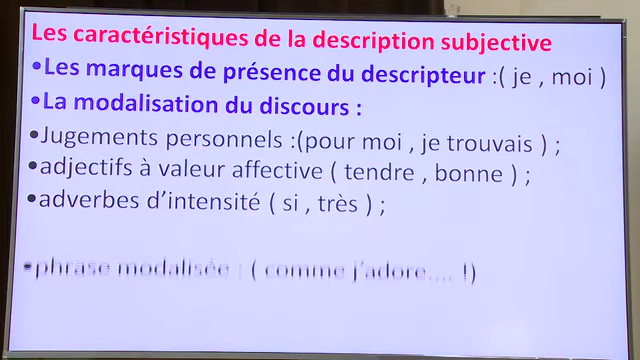 Les caractéristiques de la description subjective
•Les marques de présence du descripteur :( je , moi )
•La modalisation du discours :
•Jugements personnels :(pour moi , je trouvais ) ;
•adjectifs à valeur affective ( tendre , bonne ) ;
•adverbes d'intensité ( si , très ) ;
•phrase modalisée : ( comme j'adore.... !)